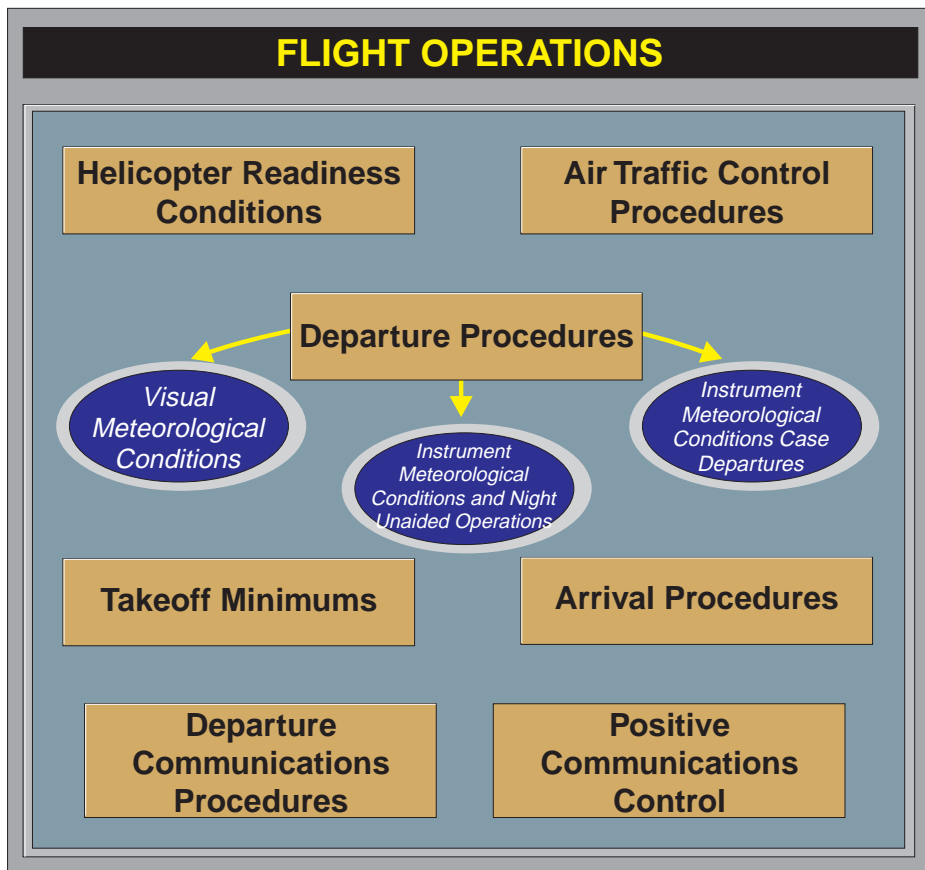 FLIGHT OPERATIONS
Helicopter Readiness
Conditions
Air Traffic Control
Procedures
Departure Procedures
Visual
Meteorological
Conditions
Instrument
Meteorological
Conditions and Night
Unaided Operations
Instrument
Meteorological
Conditions Case
Departures
Takeoff Minimums
Arrival Procedures
Departure
Communications
Procedures
Positive
Communications
Control